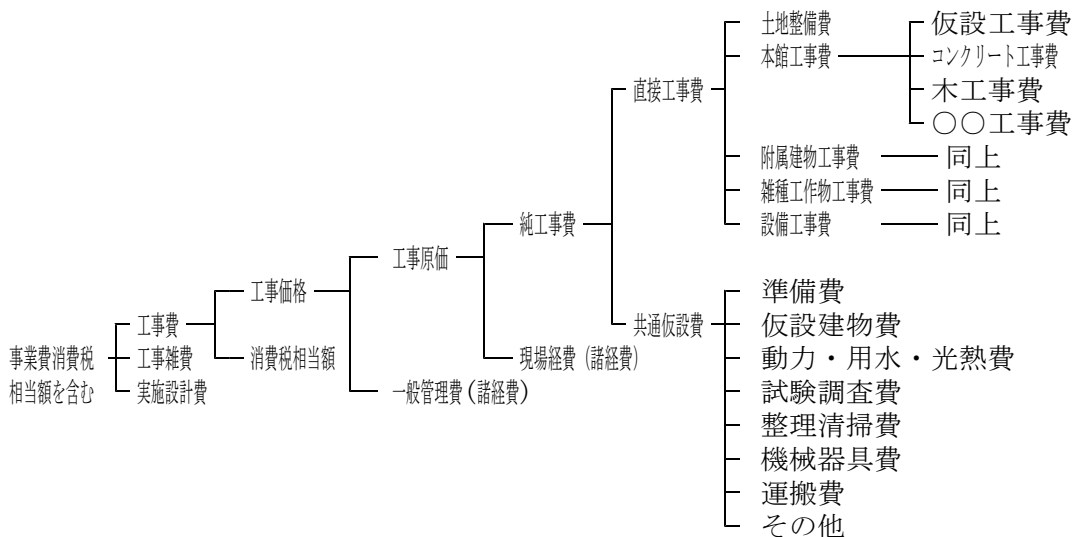 土地整備費
仮設工事費
本館工事費
コンクリート工事費
直接工事費
木工事費
〇〇工事費
附属建物工事費
同上
雑種工作物工事費
同上
純工事費
設備工事費
同上
工事原価
工事価格
準備費
工事費
共通仮設費
仮設建物費
事業費消費税
相当額を含む
工事雑費
消費税相当額
現場経費（諸経費）
動力・用水・光熱費
実施設計費
一般管理費（諸経費）
試験調査費
整理清掃費
機械器具費
運搬費
その他